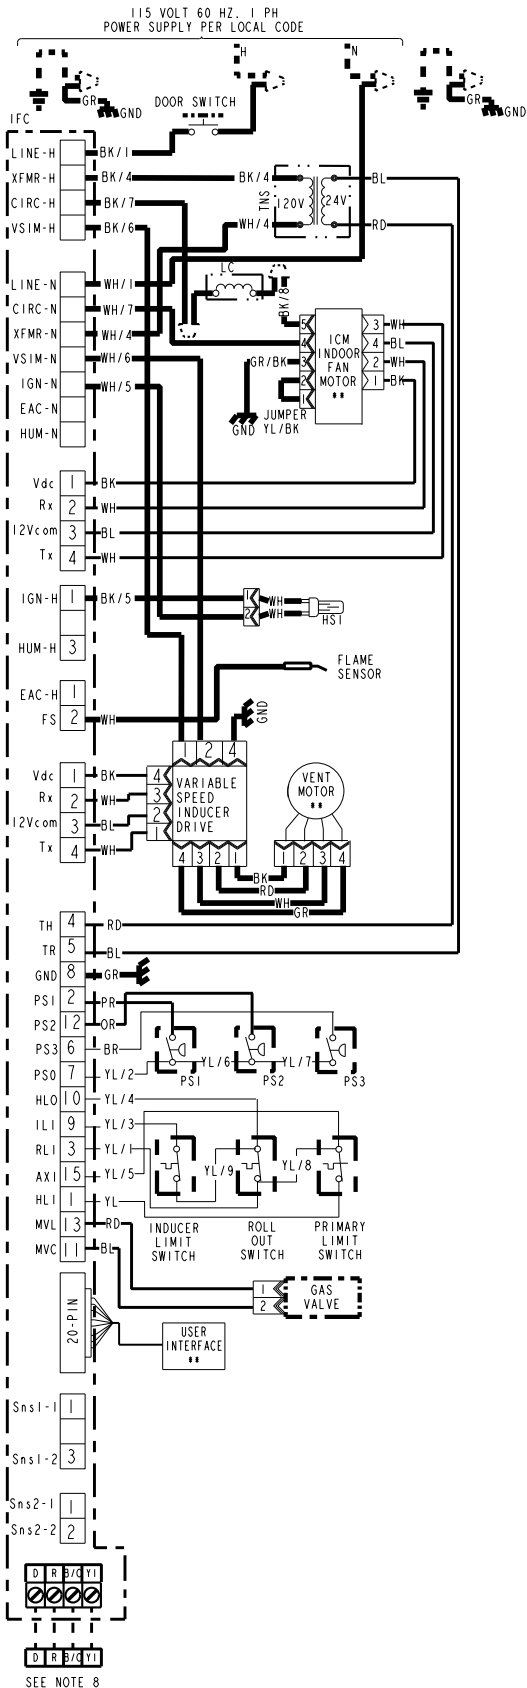 115 VOLT 60 HZ. 1 PH
POWER SUPPLY PER LOCAL CODE
H
N
GR
GND
GR
GND
DOOR SWITCH
IFC
LINE-H
BK/1
XFMR-H
BK/4
BK/4
TNS
120V
24V
BL
CIRC-H
BK/7
VSIM-H
BK/6
WH/4
RD
LC
LINE-N
WH/1
BK/8
CIRC-N
WH/7
XFMR-N
WH/4
VSIM-N
WH/6
IGN-N
WH/5
EAC-N
HUM-N
5
4
3
2
1
ICM
INDOOR
FAN
MOTOR
**
3
WH
4
BL
2
WH
1
BK
GR/BK
GND
JUMPER
YL/BK
Vdc
1
BK
Rx
2
WH
12Vcom
3
BL
Tx
4
WH
IGN-H
1
BK/5
1
WH
2
WH
HSI
HUM-H
3
EAC-H
1
FS
2
WH
FLAME
SENSOR
GND
1
2
4
Vdc
1
BK
4
Rx
2
WH
3
12Vcom
3
BL
2
Tx
4
WH
1
VARIABLE
SPEED
INDUCER
DRIVE
VENT
MOTOR
**
4
3
2
1
1
2
3
4
BK
RD
WH
GR
TH
4
RD
TR
5
BL
GND
8
GR
PS1
2
PR
PS2
12
OR
PS3
6
BR
PS0
7
YL/2
YL/6
YL/7
PS1
PS2
PS3
HLO
10
YL/4
IL1
9
YL/3
RL1
3
YL/1
AX1
15
YL/5
YL/9
YL/8
HL1
1
YL
MVL
13
RD
MVC
11
BL
INDUCER
LIMIT
SWITCH
ROLL
OUT
SWITCH
PRIMARY
LIMIT
SWITCH
1
2
GAS
VALVE
20-PIN
USER
INTERFACE
**
Sns1-1
1
Sns1-2
3
Sns2-1
1
Sns2-2
2
D
R
B/C
Y1
D
R
B/C
Y1
SEE NOTE 8